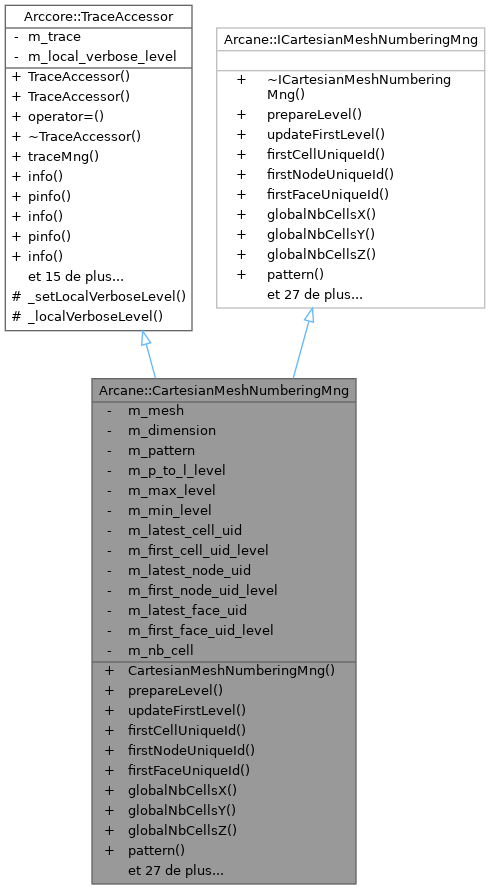 Arccore::TraceAccessor
- m_trace
- m_local_verbose_level
+ TraceAccessor()
+ TraceAccessor()
+ operator=()
+ ~TraceAccessor()
+ traceMng()
+ info()
+ pinfo()
+ info()
+ pinfo()
+ info()
et 15 de plus...
# _setLocalVerboseLevel()
# _localVerboseLevel()
Arcane::ICartesianMeshNumberingMng
+ ~ICartesianMeshNumbering
Mng()
+ prepareLevel()
+ updateFirstLevel()
+ firstCellUniqueId()
+ firstNodeUniqueId()
+ firstFaceUniqueId()
+ globalNbCellsX()
+ globalNbCellsY()
+ globalNbCellsZ()
+ pattern()
et 27 de plus...
Arcane::CartesianMeshNumberingMng
- m_mesh
- m_dimension
- m_pattern
- m_p_to_l_level
- m_max_level
- m_min_level
- m_latest_cell_uid
- m_first_cell_uid_level
- m_latest_node_uid
- m_first_node_uid_level
- m_latest_face_uid
- m_first_face_uid_level
- m_nb_cell
+ CartesianMeshNumberingMng()
+ prepareLevel()
+ updateFirstLevel()
+ firstCellUniqueId()
+ firstNodeUniqueId()
+ firstFaceUniqueId()
+ globalNbCellsX()
+ globalNbCellsY()
+ globalNbCellsZ()
+ pattern()
et 27 de plus...